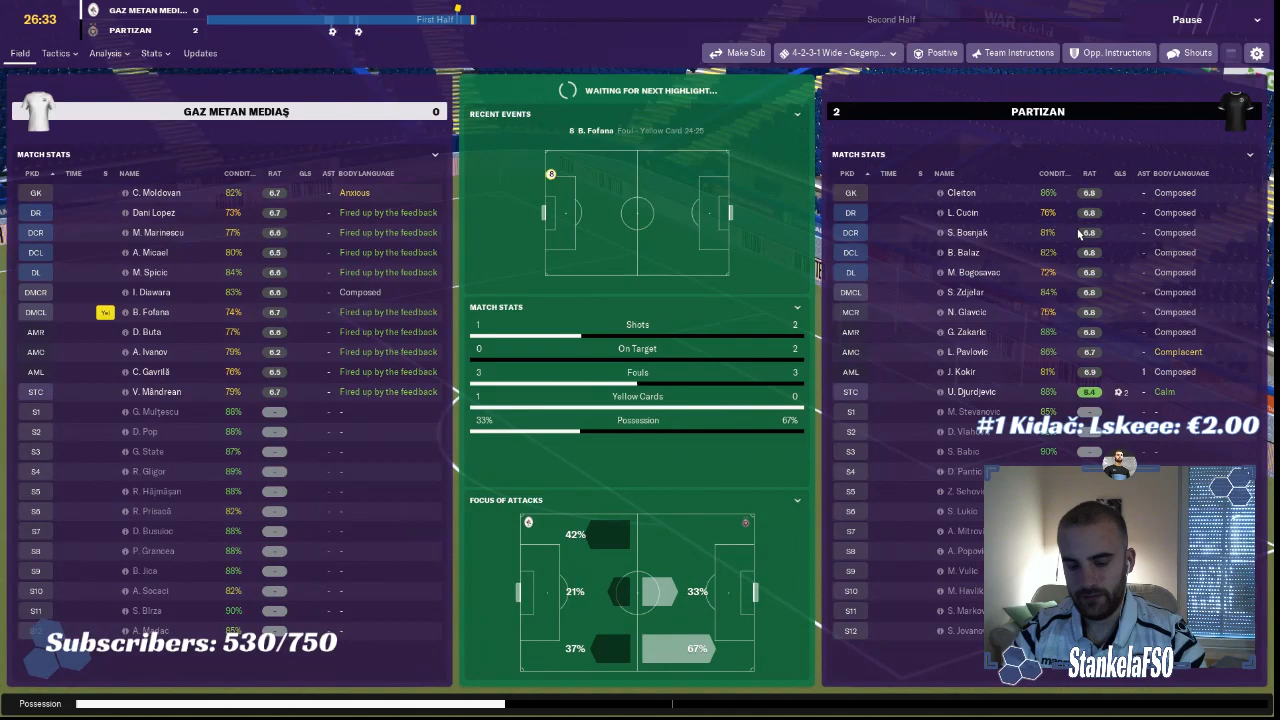 26:33
GAZ METAN MEDI... 0
PARTIZAN 2
First Half
Second Half
Pause
Field Tactics Analysis Stats Updates
Make Sub 4-2-3-1 Wide - Gegenp... Positive Team Instructions Opp. Instructions Shouts
GAZ METAN MEDIAŞ 0
MATCH STATS
PKD TIME S NAME CONDIT... RAT GLS AST BODY LANGUAGE
GK C. Moldovan 82% 6.7 - Anxious
DR Dani Lopez 73% 6.7 - Fired up by the feedback
DCR M. Marinescu 77% 6.6 - Fired up by the feedback
DCL A. Micael 80% 6.5 - Fired up by the feedback
DL M. Spicic 84% 6.6 - Fired up by the feedback
DMCR I. Diawara 83% 6.6 - Composed
DMCL Yel B. Fofana 74% 6.7 - Fired up by the feedback
AMR D. Buta 77% 6.6 - Fired up by the feedback
AMC A. Ivanov 79% 6.2 - Fired up by the feedback
AML C. Gavrilă 76% 6.5 - Fired up by the feedback
STC V. Mândrean 79% 6.7 - Fired up by the feedback
S1 G. Mulţescu 88% - - -
S2 D. Pop 88% - - -
S3 G. State 87% - - -
S4 R. Gligor 89% - - -
S5 R. Hăjmăşan 88% - - -
S6 R. Prisacă 82% - - -
S7 D. Busuioc 88% - - -
S8 P. Grancea 88% - - -
S9 B. Jica 88% - - -
S10 A. Socaci 82% - - -
S11 S. Bîrza 90% - - -
Subscribers: 530/750
WAITING FOR NEXT HIGHLIGHT...
RECENT EVENTS
8 B. Fofana Foul - Yellow Card 24:25
8
MATCH STATS
1 Shots 2
0 On Target 2
3 Fouls 3
1 Yellow Cards 0
33% Possession 67%
FOCUS OF ATTACKS
42%
21% 33%
37% 67%
2 PARTIZAN
MATCH STATS
PKD TIME S NAME CONDIT... RAT GLS AST BODY LANGUAGE
GK Cleiton 86% 6.8 - Composed
DR L. Cucin 76% 6.8 - Composed
DCR S. Bosnjak 81% 6.8 - Composed
DCL B. Balaz 82% 6.8 - Composed
DL M. Bogosavac 72% 6.8 - Composed
DMCL S. Zdjelar 84% 6.8 - Composed
MCR N. Glavcic 75% 6.8 - Composed
AMR G. Zakaric 88% 6.8 - Composed
AMC L. Pavlovic 86% 6.7 - Complacent
AML J. Kokir 81% 6.9 1 Composed
STC U. Djurdjevic 88% 8.4 2 - Calm
S1 M. Stevanovic 85%
#1 Kidač: Lskeee: €2.00
S2 D. Vlah
S3 S. Babic 90% - -
S4 D. Pantic
S5 Z. Sehovic
S6 S. Lukic
S7 A. Mitrov
S8 A. Popovi
S9 M. Vulic
S10 M. Havlik
S11 S. Markov
S12 S. Jovano
StankelaFSO
Possession